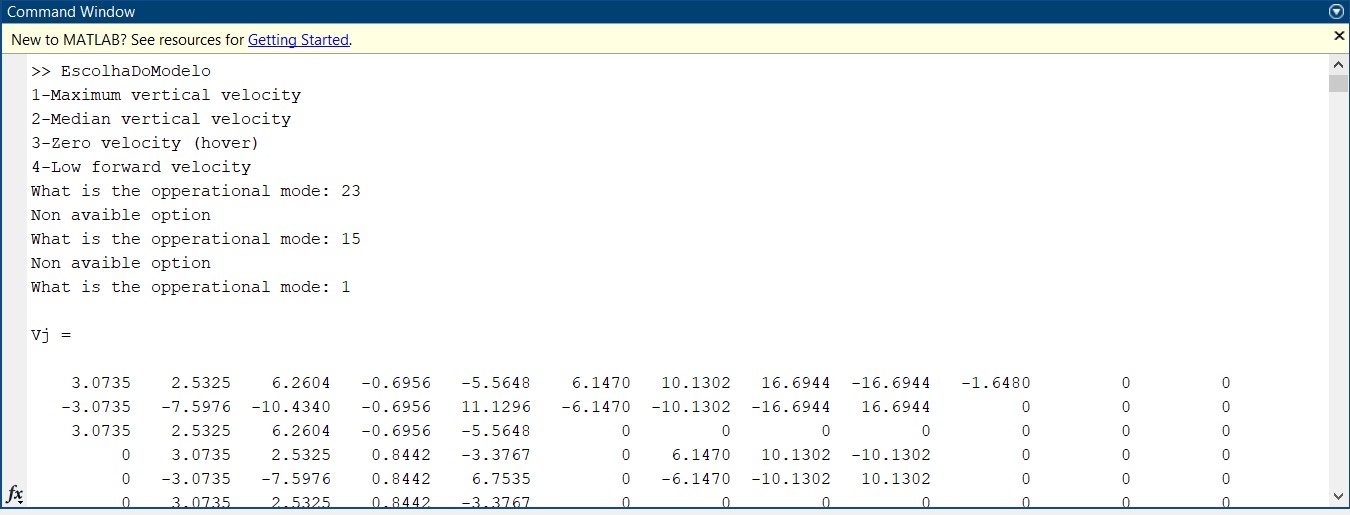 Command Window
New to MATLAB? See resources for Getting Started.
>> EscolhaDoModelo
1-Maximum vertical velocity
2-Median vertical velocity
3-Zero velocity (hover)
4-Low forward velocity
What is the opperational mode: 23
Non avaible option
What is the opperational mode: 15
Non avaible option
What is the opperational mode: 1
Vj =
3.0735 2.5325 6.2604 -0.6956 -5.5648 6.1470 10.1302 16.6944 -16.6944 -1.6480 0 0
-3.0735 -7.5976 -10.4340 -0.6956 11.1296 -6.1470 -10.1302 -16.6944 16.6944 0 0 0
3.0735 2.5325 6.2604 -0.6956 -5.5648 0 0 0 0 0 0 0
0 3.0735 2.5325 0.8442 -3.3767 0 6.1470 10.1302 -10.1302 0 0 0
0 -3.0735 -7.5976 0.8442 6.7535 0 -6.1470 -10.1302 10.1302 0 0 0
0 3.0735 2.5325 0.8442 -3.3767 0 0 0 0 0 0 0
fx